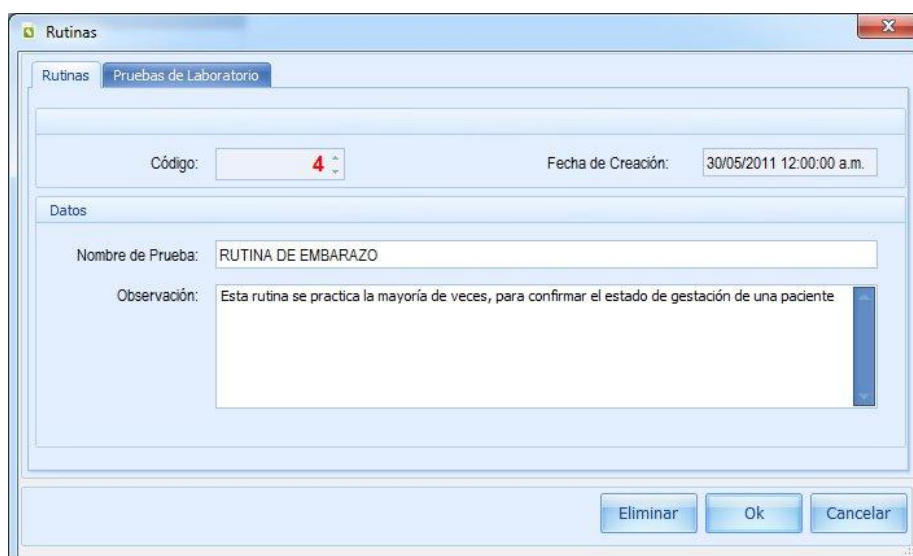 Rutinas
Rutinas Pruebas de Laboratorio
Código: 4 Fecha de Creación: 30/05/2011 12:00:00 a.m.
Datos
Nombre de Prueba: RUTINA DE EMBARAZO
Observación: Esta rutina se practica la mayoría de veces, para confirmar el estado de gestación de una paciente
Eliminar Ok Cancelar